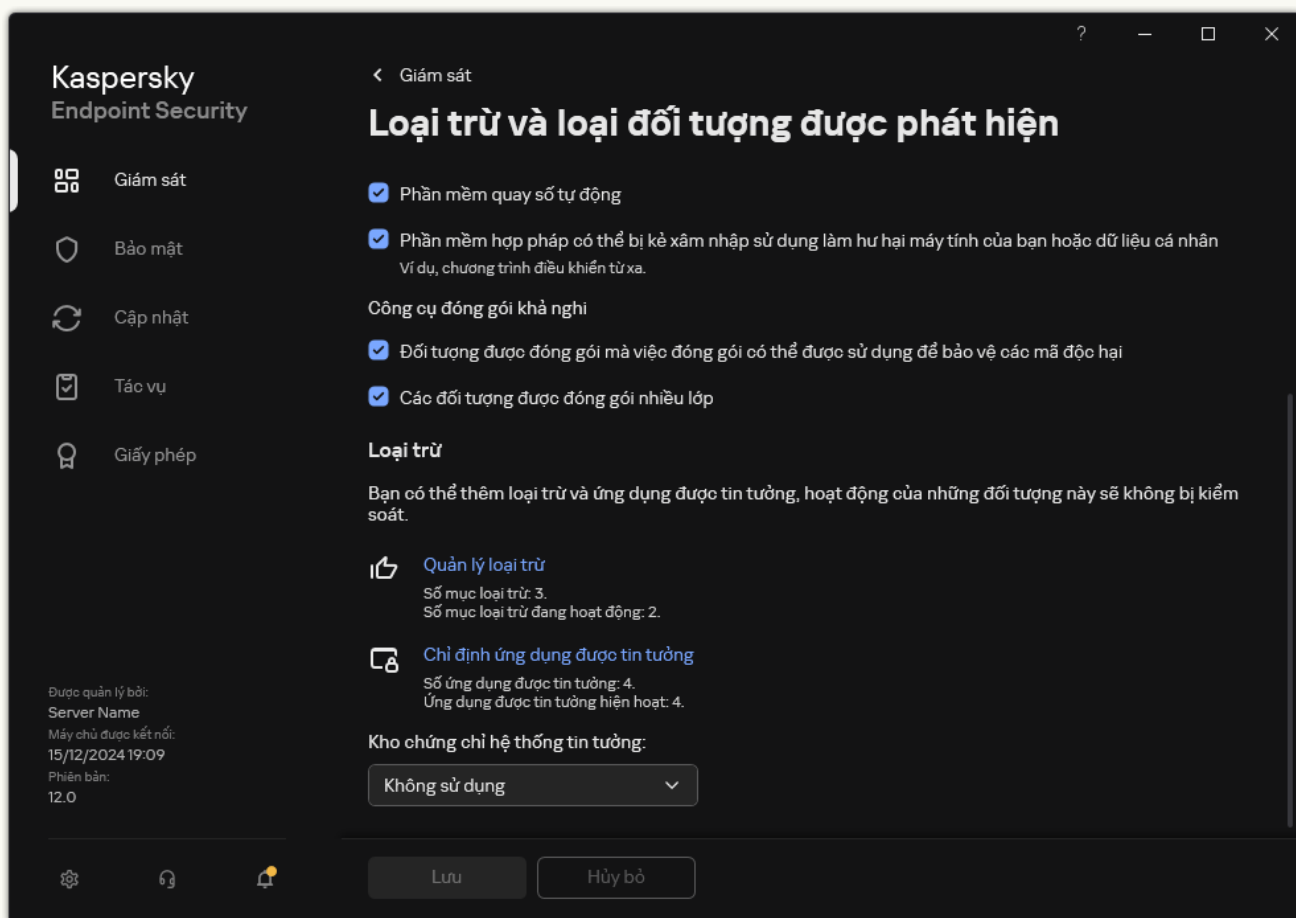 ?
Kaspersky
Endpoint Security
Giám sát
Bảo mật
Cập nhật
Tác vụ
Giấy phép
Được quản lý bởi:
Server Name
Máy chủ được kết nối:
15/12/2024 19:09
Phiên bản:
12.0
Giám sát
Loại trừ và loại đối tượng được phát hiện
Phần mềm quay số tự động
Phần mềm hợp pháp có thể bị kẻ xâm nhập sử dụng làm hư hại máy tính của bạn hoặc dữ liệu cá nhân
Ví dụ, chương trình điều khiển từ xa.
Công cụ đóng gói khả nghi
Đối tượng được đóng gói mà việc đóng gói có thể được sử dụng để bảo vệ các mã độc hại
Các đối tượng được đóng gói nhiều lớp
Loại trừ
Bạn có thể thêm loại trừ và ứng dụng được tin tưởng, hoạt động của những đối tượng này sẽ không bị kiểm
soát.
Quản lý loại trừ
Số mục loại trừ: 3.
Số mục loại trừ đang hoạt động: 2.
Chỉ định ứng dụng được tin tưởng
Số ứng dụng được tin tưởng: 4.
Ứng dụng được tin tưởng hiện hoạt: 4.
Kho chứng chỉ hệ thống tin tưởng:
Không sử dụng
Lưu
Hủy bỏ